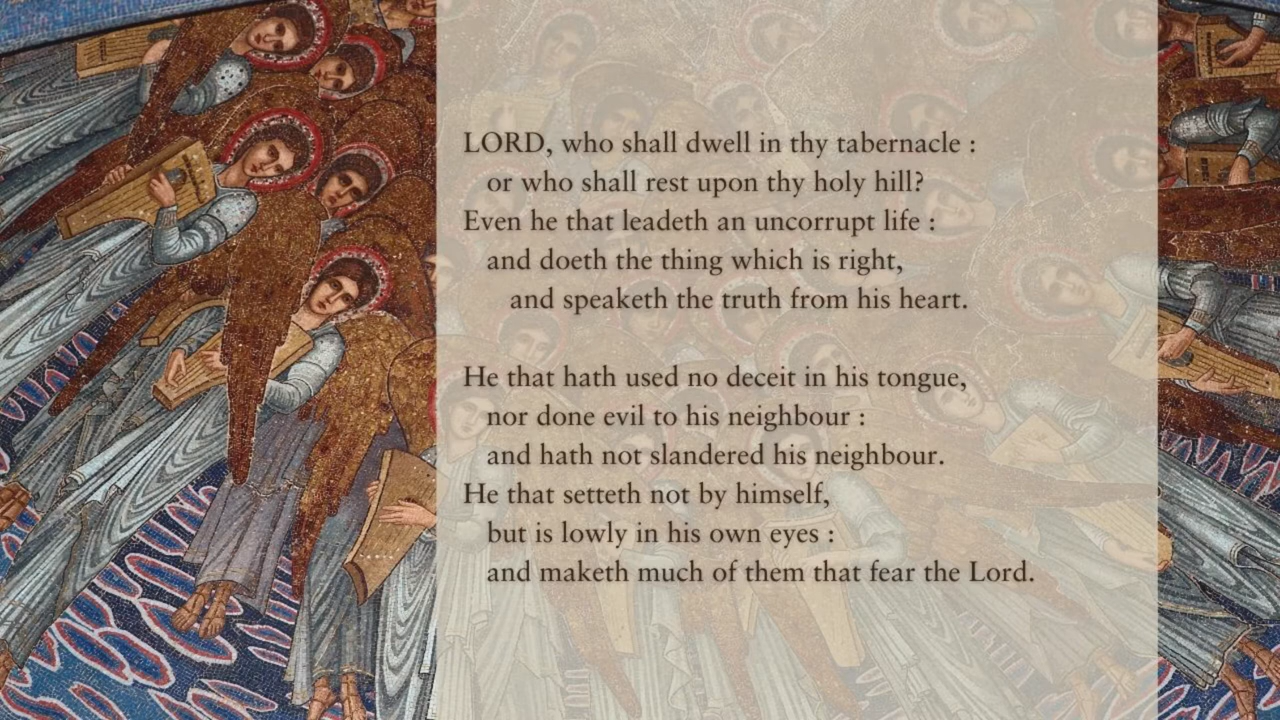 LORD, who shall dwell in thy tabernacle :
or who shall rest upon thy holy hill?
Even he that leadeth an uncorrupt life :
and doeth the thing which is right,
and speaketh the truth from his heart.
He that hath used no deceit in his tongue,
nor done evil to his neighbour :
and hath not slandered his neighbour.
He that setteth not by himself,
but is lowly in his own eyes :
and maketh much of them that fear the Lord.